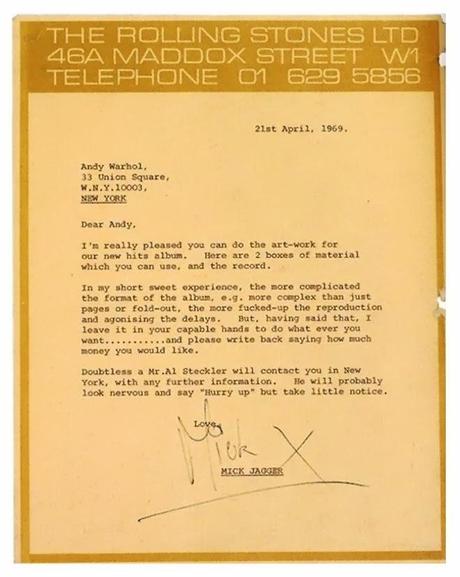 THE ROLLING STONES LTD
46A MADDOX STREET W1
TELEPHONE 01 629 5856
21st April, 1969.
Andy Warhol,
33 Union Square,
W.N.Y.10003,
NEW YORK
Dear Andy,
I'm really pleased you can do the art-work for
our new hits album. Here are 2 boxes of material
which you can use, and the record.
In my short sweet experience, the more complicated
the format of the album, e.g. more complex than just
pages or fold-out, the more fucked-up the reproduction
and agonising the delays. But, having said that, I
leave it in your capable hands to do what ever you
want...........and please write back saying how much
money you would like.
Doubtless a Mr.Al Steckler will contact you in New
York, with any further information. He will probably
look nervous and say "Hurry up" but take little notice.
Love,
Mick X
MICK JAGGER